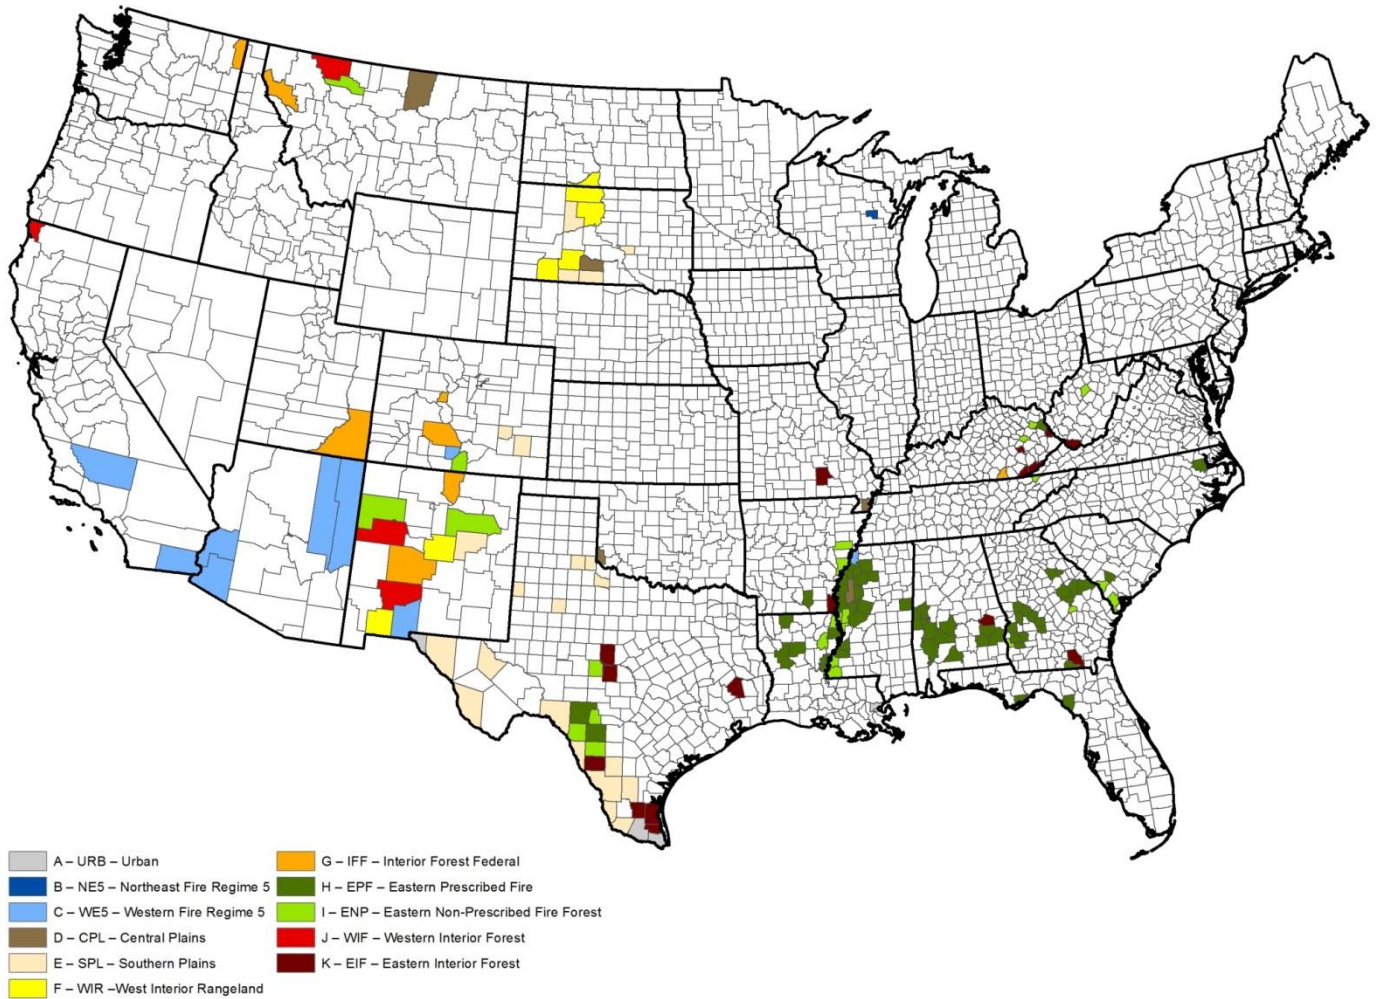 A – URB – Urban
B – NE5 – Northeast Fire Regime 5
C – WE5 – Western Fire Regime 5
D – CPL – Central Plains
E – SPL – Southern Plains
F – WIR –West Interior Rangeland
G – IFF – Interior Forest Federal
H – EPF – Eastern Prescribed Fire
I – ENP – Eastern Non-Prescribed Fire Forest
J – WIF – Western Interior Forest
K – EIF – Eastern Interior Forest